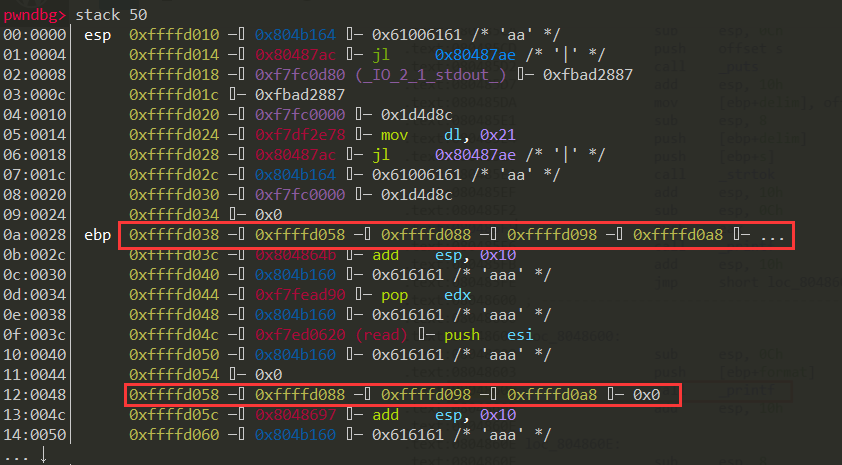 pwndbg> stack 50
00:0000│ esp 0xffffd010 —▯ 0x804b164 ▯— 0x61006161 /* 'aa' */
01:0004│ 0xffffd014 —▯ 0x80487ac ▯— jl 0x80487ae /* '|' */
02:0008│ 0xffffd018 —▯ 0xf7fc0d80 (_IO_2_1_stdout_) ▯— 0xfbad2887
03:000c│ 0xffffd01c ▯— 0xfbad2887
04:0010│ 0xffffd020 —▯ 0xf7fc0000 ▯— 0x1d4d8c
05:0014│ 0xffffd024 —▯ 0xf7df2e78 ▯— mov dl, 0x21
06:0018│ 0xffffd028 —▯ 0x80487ac ▯— jl 0x80487ae /* '|' */
07:001c│ 0xffffd02c —▯ 0x804b164 ▯— 0x61006161 /* 'aa' */
08:0020│ 0xffffd030 —▯ 0xf7fc0000 ▯— 0x1d4d8c
09:0024│ 0xffffd034 ▯— 0x0
0a:0028│ ebp 0xffffd038 —▯ 0xffffd058 —▯ 0xffffd088 —▯ 0xffffd098 —▯ 0xffffd0a8 ▯— ...
0b:002c│ 0xffffd03c —▯ 0x804864b ▯— add esp, 0x10
0c:0030│ 0xffffd040 —▯ 0x804b160 ▯— 0x616161 /* 'aaa' */
0d:0034│ 0xffffd044 —▯ 0xf7fead90 ▯— pop edx
0e:0038│ 0xffffd048 —▯ 0x804b160 ▯— 0x616161 /* 'aaa' */
0f:003c│ 0xffffd04c —▯ 0xf7ed0620 (read) ▯— push esi
10:0040│ 0xffffd050 —▯ 0x804b160 ▯— 0x616161 /* 'aaa' */
11:0044│ 0xffffd054 ▯— 0x0
12:0048│ 0xffffd058 —▯ 0xffffd088 —▯ 0xffffd098 —▯ 0xffffd0a8 ▯— 0x0
13:004c│ 0xffffd05c —▯ 0x8048697 ▯— add esp, 0x10
14:0050│ 0xffffd060 —▯ 0x804b160 ▯— 0x616161 /* 'aaa' */
... ↓